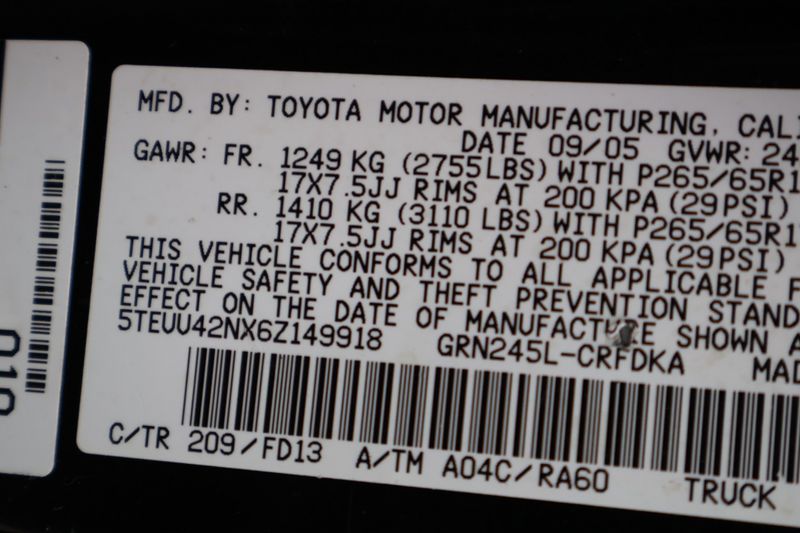 MFD. BY: TOYOTA MOTOR MANUFACTURING, CALI
DATE 09/05 GVWR: 24
GAWR: FR. 1249 KG (2755LBS) WITH P265/65R1
17X7.5JJ RIMS AT 200 KPA (29PSI)
RR. 1410 KG (3110 LBS) WITH P265/65R1
17X7.5JJ RIMS AT 200 KPA (29PSI)
THIS VEHICLE CONFORMS TO ALL APPLICABLE F
VEHICLE SAFETY AND THEFT PREVENTION STAND
EFFECT ON THE DATE OF MANUFACTURE SHOWN A
5TEUU42NX6Z149918 GRN245L-CRFDKA MAD
C/TR 209/FD13 A/TM A04C/RA60 TRUCK